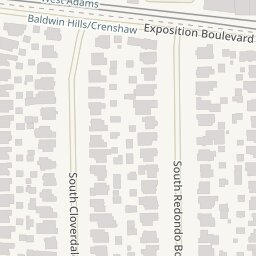 West Adams
Baldwin Hills/Crenshaw
Exposition Boulevard
South Cloverdal
South Redondo Bo